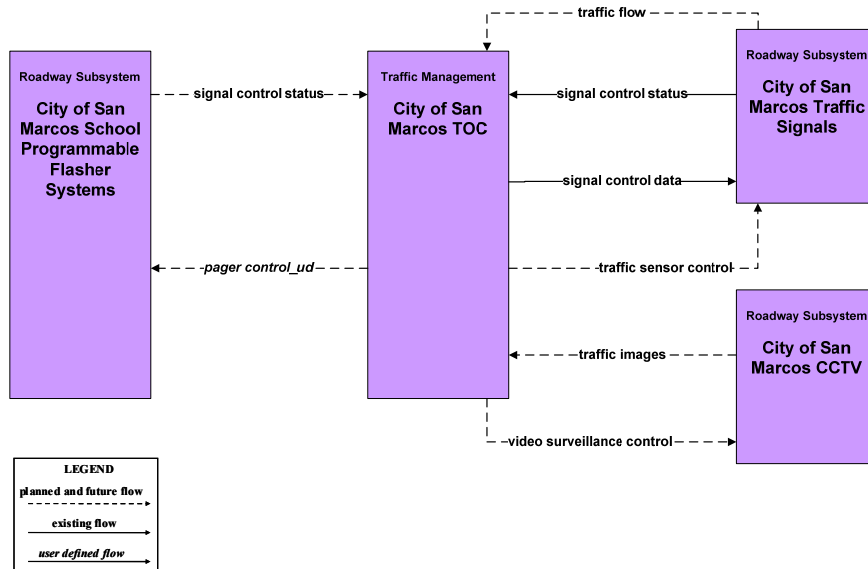 traffic flow
Roadway Subsystem
City of San
Marcos School
Programmable
Flasher
Systems
signal control status
Traffic Management
City of San
Marcos TOC
signal control status
Roadway Subsystem
City of San
Marcos Traffic
Signals
signal control data
pager control_ud
traffic sensor control
Roadway Subsystem
City of San
Marcos CCTV
traffic images
video surveillance control
LEGEND
planned and future flow
existing flow
user defined flow